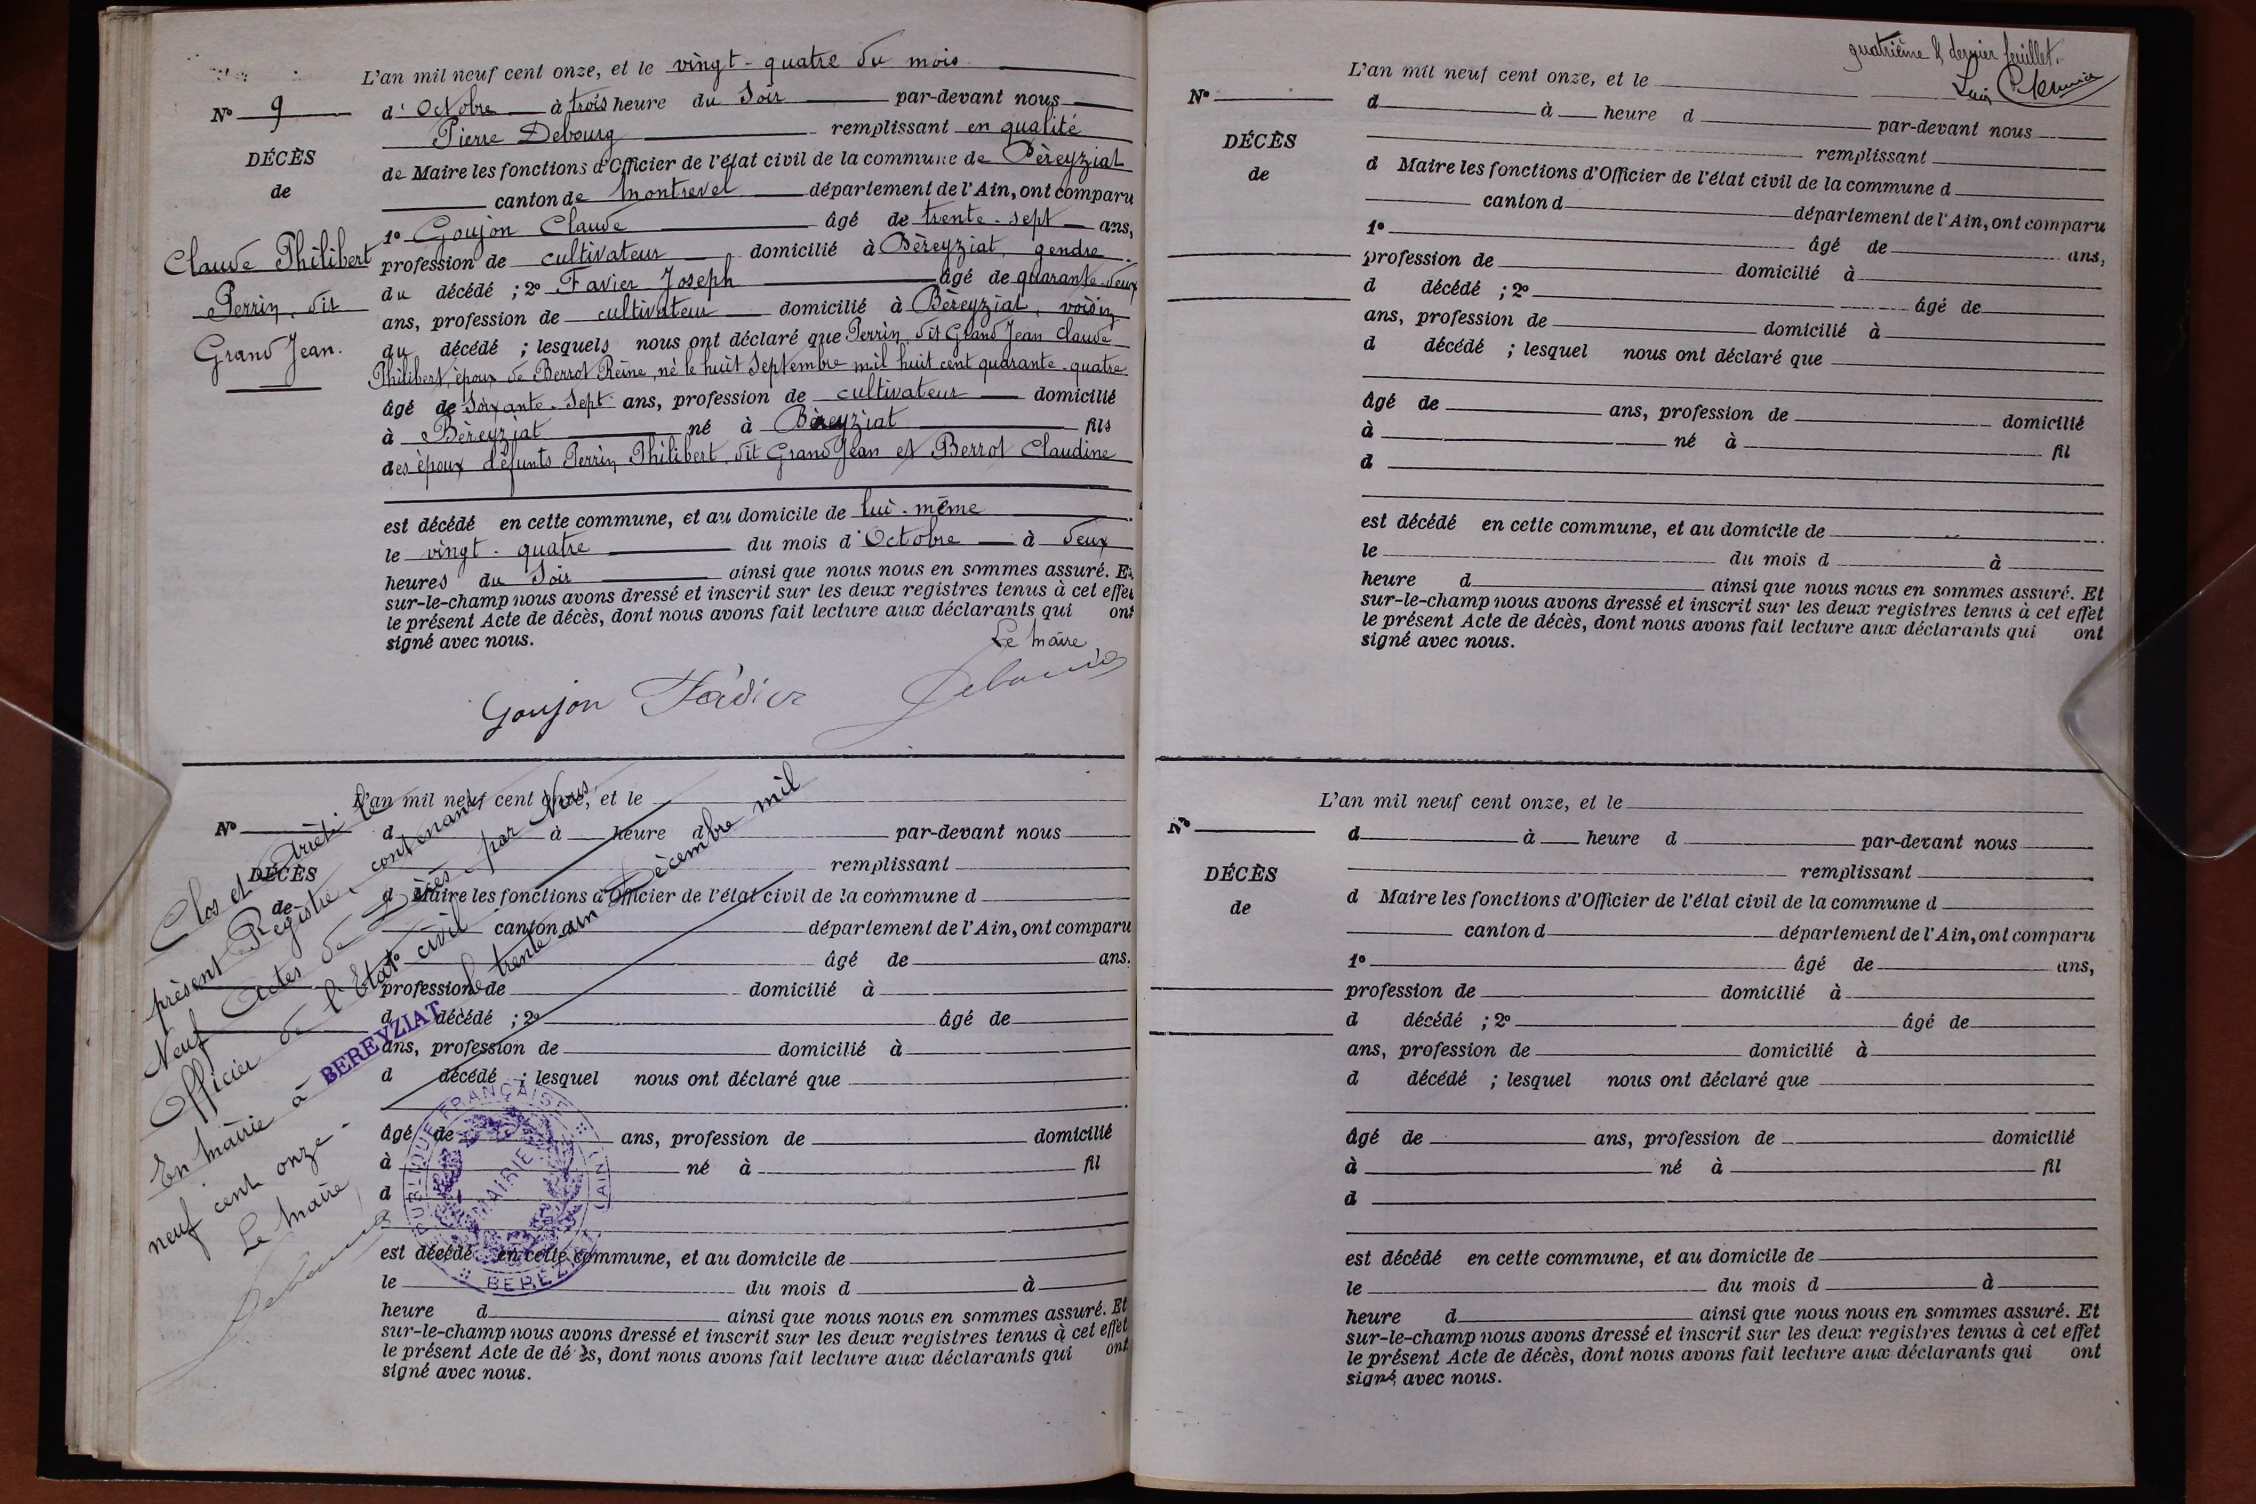 L'an mil neuf cent onze, et le vingt-quatre du mois
N° 9
d'Octobre à trois heure du Soir par-devant nous
Pierre Debourg remplissant en qualité
DÉCÈS
de
de Maire les fonctions d'Officier de l'état civil de la commune de Bèreyziat
canton de Montrevel département de l'Ain, ont comparu
1° Goujon Claude âgé de trente-sept ans,
Claude Philibert
Perrin, dit
Grand Jean.
profession de cultivateur domicilié à Bèreyziat, gendre
du décédé ; 2° Favier Joseph âgé de quarante-deux
ans, profession de cultivateur domicilié à Bèreyziat, voisin
du décédé ; lesquels nous ont déclaré que Perrin, dit Grand Jean Claude
Philibert, èpoux de Berrot Reine, né le huit Septembre mil huit cent quarante-quatre
âgé de Soixante-Sept ans, profession de cultivateur domicilié
à Bèreyziat né à Bèreyziat fils
des èpoux défunts Perrin Philibert, dit Grand Jean et Berrot Claudine
est décédé en cette commune, et au domicile de lui-même
le vingt-quatre du mois d'Octobre à deux
heures du Soir ainsi que nous nous en sommes assuré. Et
sur-le-champ nous avons dressé et inscrit sur les deux registres tenus à cet effet
le présent Acte de décès, dont nous avons fait lecture aux déclarants qui ont
signé avec nous.
Le Maire
Goujon Favier Debourg
L'an mil neuf cent onze, et le
N°
d à heure d par-devant nous
remplissant
DÉCÈS
de
d Maire les fonctions d'Officier de l'état civil de la commune d
canton d département de l'Ain, ont comparu
1° âgé de ans.
profession de domicilié à
d décédé ; 2° âgé de
ans, profession de domicilié à
d décédé ; lesquel nous ont déclaré que
âgé de ans, profession de domicilié
à né à fil
d
est décédé en cette commune, et au domicile de
le du mois d à
heure d ainsi que nous nous en sommes assuré. Et
sur-le-champ nous avons dressé et inscrit sur les deux registres tenus à cet effet
le présent Acte de décès, dont nous avons fait lecture aux déclarants qui ont
signé avec nous.
Clos et Arrêté le
présent Registre, contenant
Neuf Actes de Décès par Nous
Officier de l'Etat civil.
En Mairie à BEREYZIAT le trente-un Dècembre mil
neuf cent onze.
Le Maire,
Debourg
RÉPUBLIQUE FRANÇAISE
MAIRIE
BERÉZIAT (AIN)
quatrième & dernier feuillet.
L'an mil neuf cent onze, et le
N°
d à heure d par-devant nous
remplissant
DÉCÈS
de
d Maire les fonctions d'Officier de l'état civil de la commune d
canton d département de l'Ain, ont comparu
1° âgé de ans,
profession de domicilié à
d décédé ; 2° âgé de
ans, profession de domicilié à
d décédé ; lesquel nous ont déclaré que
âgé de ans, profession de domicilié
à né à fil
d
est décédé en cette commune, et au domicile de
le du mois d à
heure d ainsi que nous nous en sommes assuré. Et
sur-le-champ nous avons dressé et inscrit sur les deux registres tenus à cet effet
le présent Acte de décès, dont nous avons fait lecture aux déclarants qui ont
signé avec nous.
L'an mil neuf cent onze, et le
N°
d à heure d par-devant nous
remplissant
DÉCÈS
de
d Maire les fonctions d'Officier de l'état civil de la commune d
canton d département de l'Ain, ont comparu
1° âgé de ans,
profession de domicilié à
d décédé ; 2° âgé de
ans, profession de domicilié à
d décédé ; lesquel nous ont déclaré que
âgé de ans, profession de domicilié
à né à fil
d
est décédé en cette commune, et au domicile de
le du mois d à
heure d ainsi que nous nous en sommes assuré. Et
sur-le-champ nous avons dressé et inscrit sur les deux registres tenus à cet effet
le présent Acte de décès, dont nous avons fait lecture aux déclarants qui ont
signé avec nous.